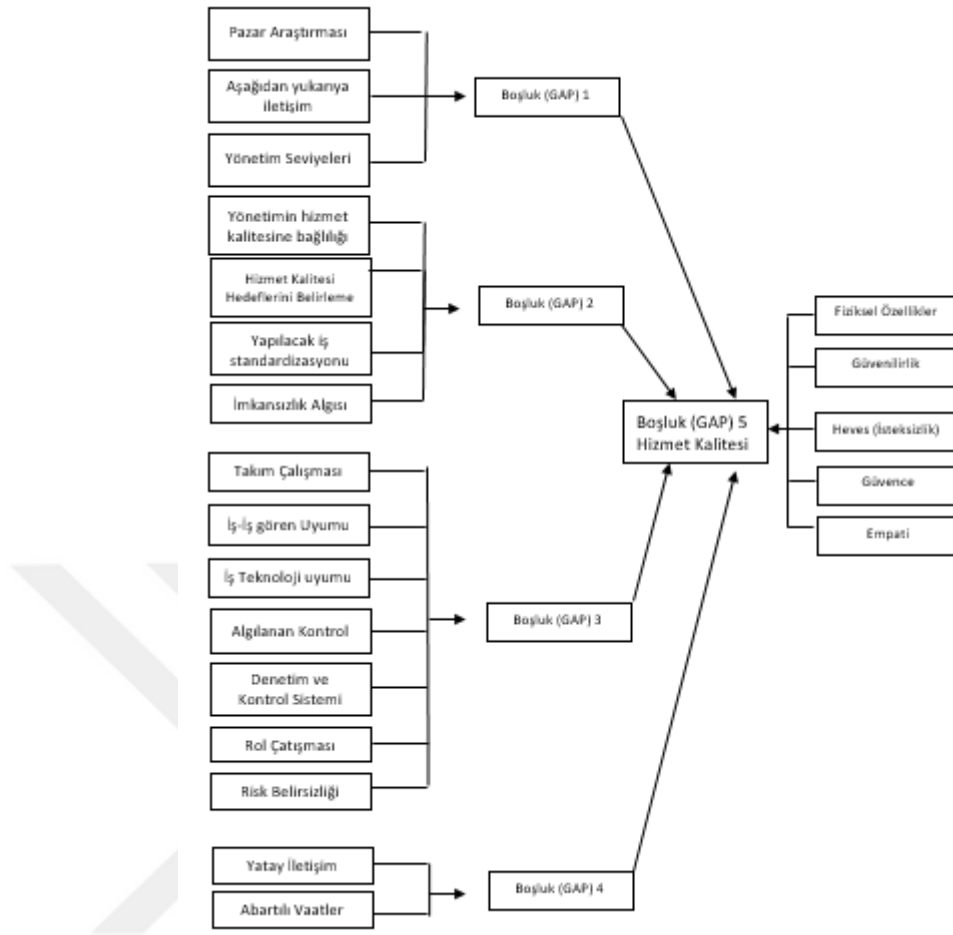 Pazar Araştırması
Aşağıdan yukarıya
iletişim
Yönetim Seviyeleri
Boşluk (GAP) 1
Yönetimin hizmet
kalitesine bağlılığı
Hizmet Kalitesi
Hedeflerini Belirleme
Yapılacak iş
standardizasyonu
İmkansızlık Algısı
Boşluk (GAP) 2
Takım Çalışması
İş-İş gören Uyumu
İş Teknoloji uyumu
Algılanan Kontrol
Denetim ve
Kontrol Sistemi
Rol Çatışması
Risk Belirsizliği
Boşluk (GAP) 3
Yatay İletişim
Abartılı Vaatler
Boşluk (GAP) 4
Boşluk (GAP) 5
Hizmet Kalitesi
Fiziksel Özellikler
Güvenilirlik
Heves (İsteksizlik)
Güvence
Empati